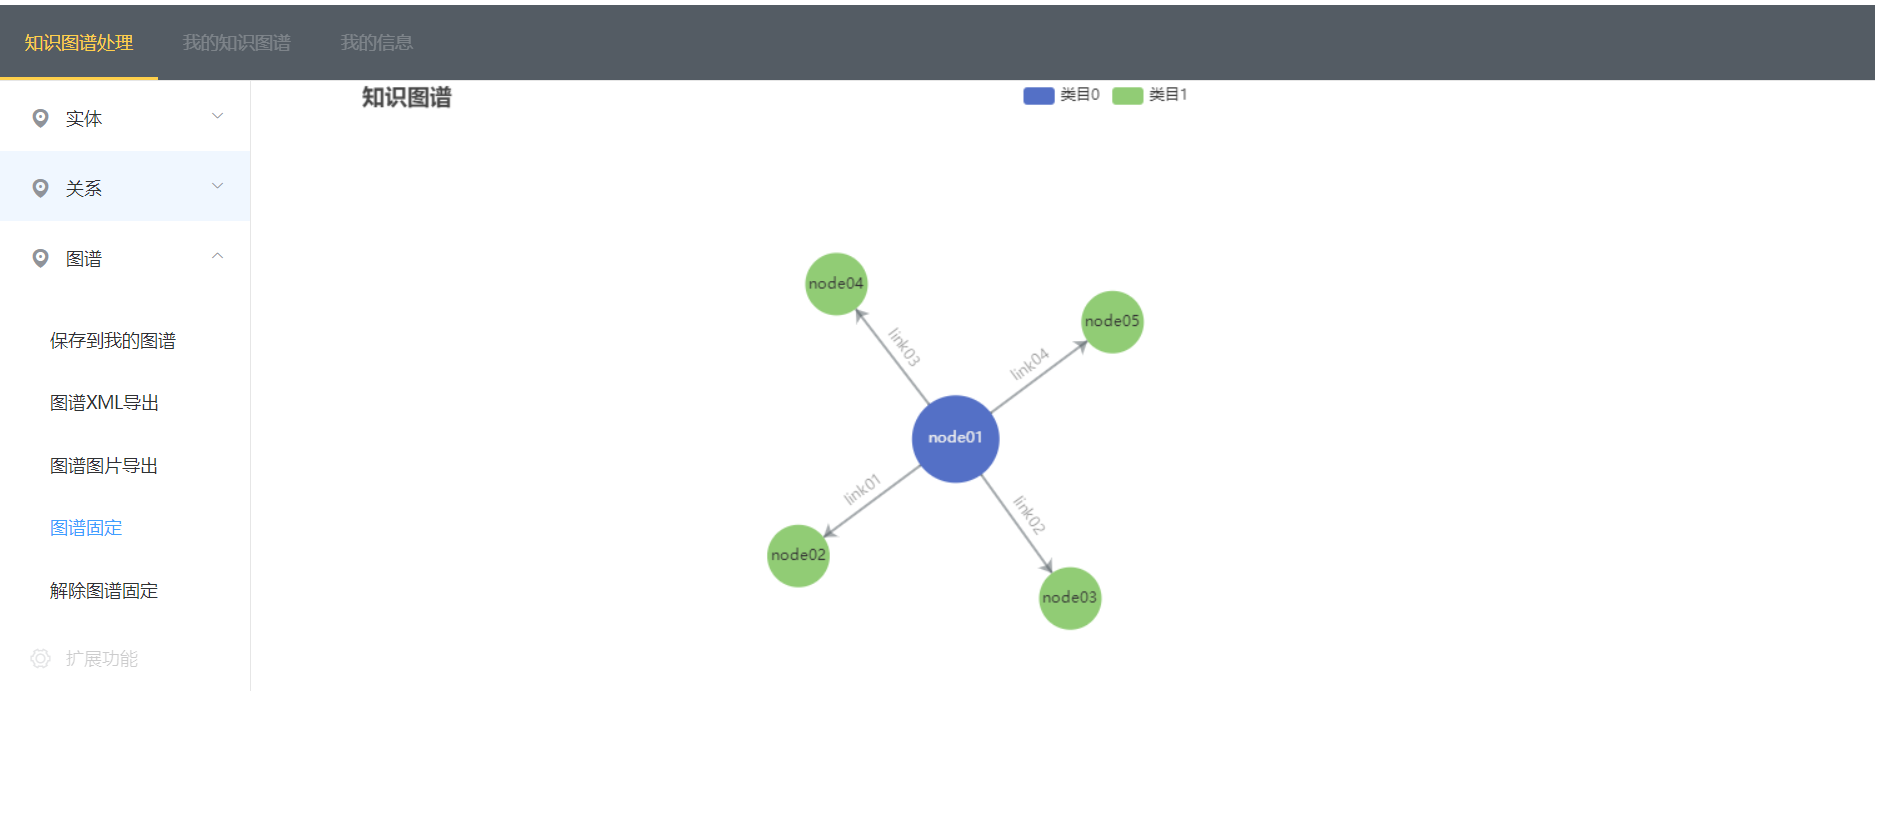 知识图谱处理 我的知识图谱 我的信息
实体
关系
图谱
保存到我的图谱
图谱XML导出
图谱图片导出
图谱固定
解除图谱固定
扩展功能
知识图谱
类目0 类目1
node04
node05
link03
link04
node01
link01
link02
node02
node03